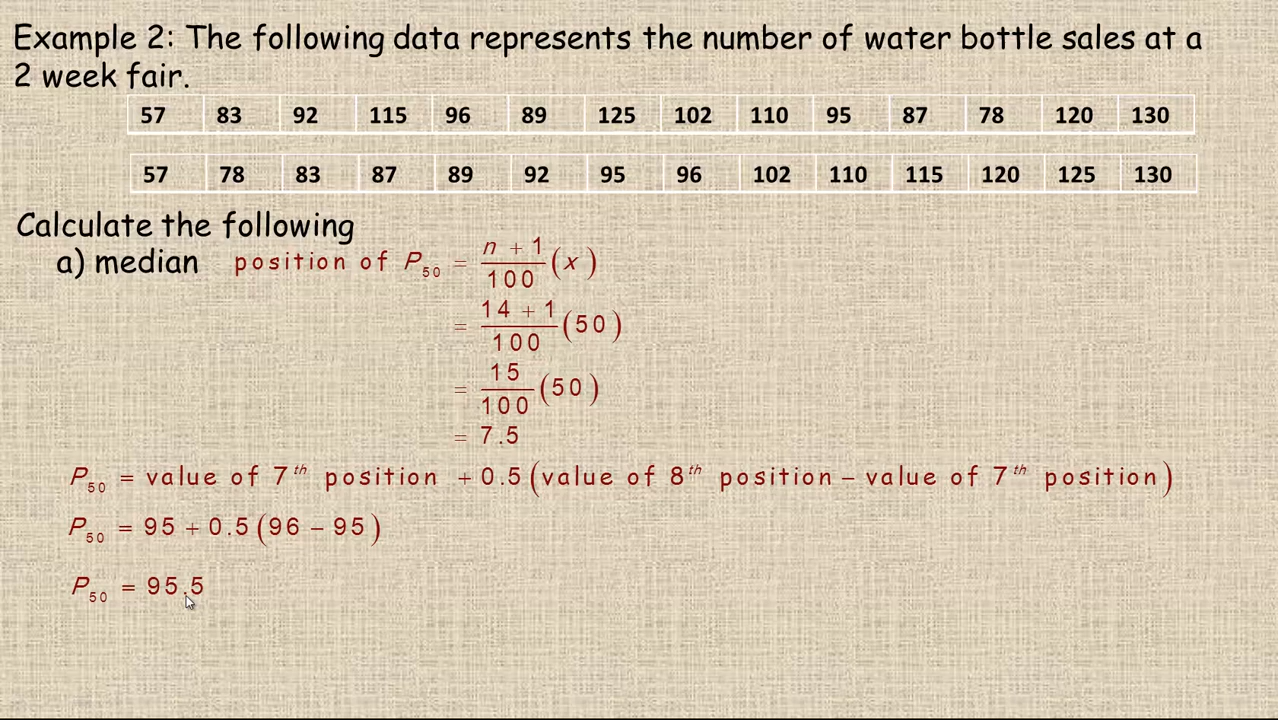 Example 2: The following data represents the number of water bottle sales at a
2 week fair.
57 83 92 115 96 89 125 102 110 95 87 78 120 130
57 78 83 87 89 92 95 96 102 110 115 120 125 130
Calculate the following
a) median position of P₅₀ = (n + 1)/100 (x)
= (14 + 1)/100 (50)
= 15/100 (50)
= 7.5
P₅₀ = value of 7ᵗʰ position + 0.5 (value of 8ᵗʰ position − value of 7ᵗʰ position)
P₅₀ = 95 + 0.5 (96 − 95)
P₅₀ = 95.5